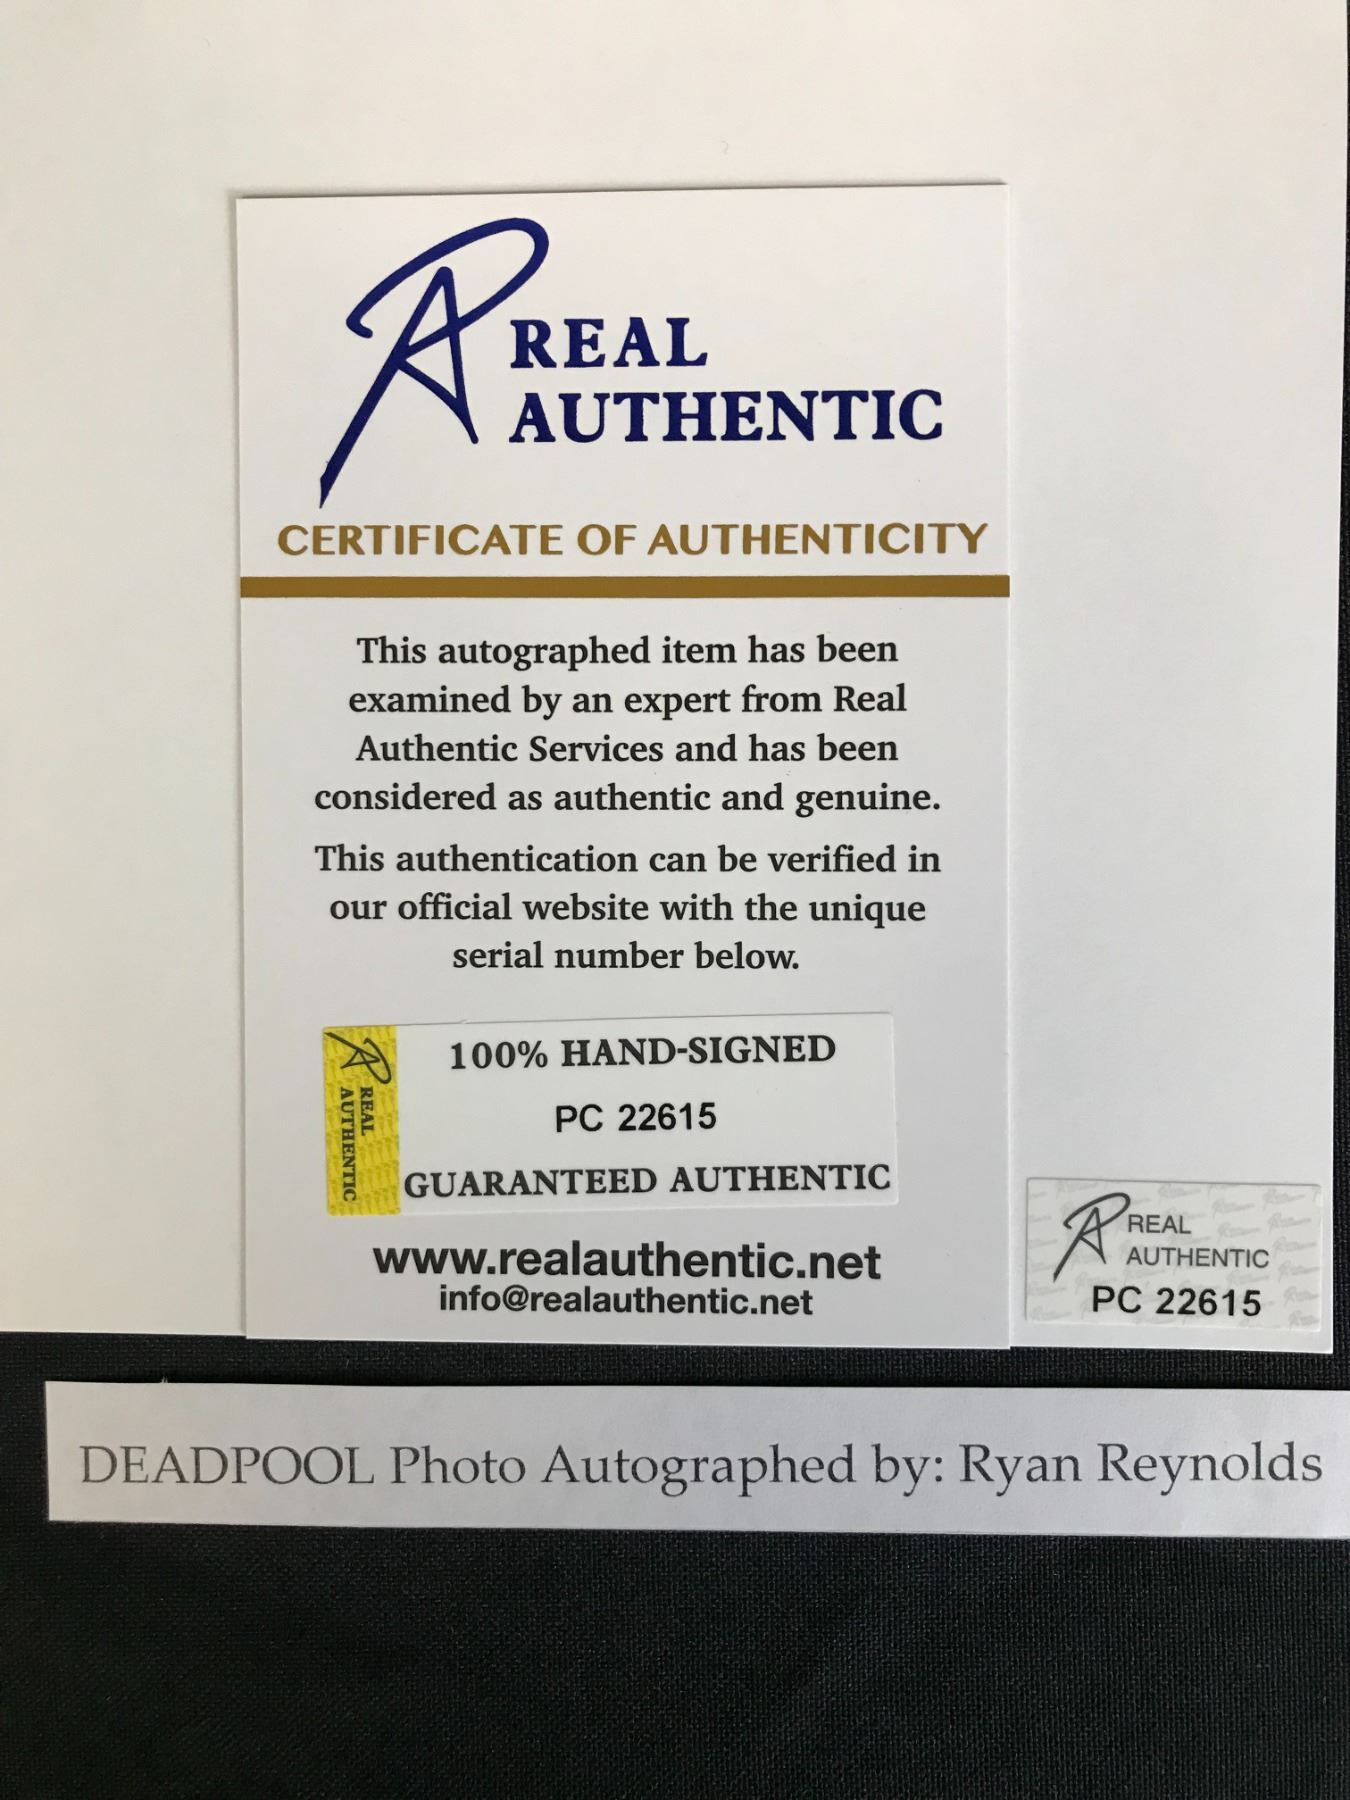 REAL
AUTHENTIC
CERTIFICATE OF AUTHENTICITY
This autographed item has been
examined by an expert from Real
Authentic Services and has been
considered as authentic and genuine.
This authentication can be verified in
our official website with the unique
serial number below.
REAL
AUTHENTIC
100% HAND-SIGNED
PC 22615
GUARANTEED AUTHENTIC
www.realauthentic.net
info@realauthentic.net
REAL
AUTHENTIC
PC 22615
DEADPOOL Photo Autographed by: Ryan Reynolds